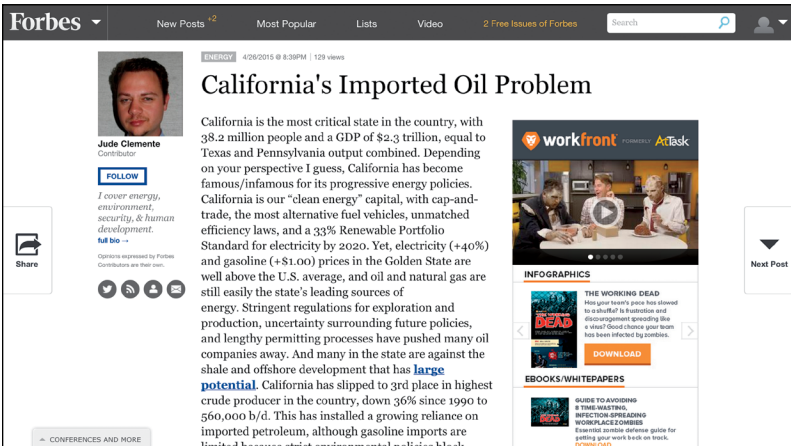 Forbes
New Posts +2
Most Popular
Lists
Video
2 Free Issues of Forbes
Search
ENERGY 4/26/2015 @ 8:39PM | 129 views
California's Imported Oil Problem
Jude Clemente
Contributor
FOLLOW
I cover energy,
environment,
security, & human
development.
full bio →
Opinions expressed by Forbes
Contributors are their own.
Share
California is the most critical state in the country, with
38.2 million people and a GDP of $2.3 trillion, equal to
Texas and Pennsylvania output combined. Depending
on your perspective I guess, California has become
famous/infamous for its progressive energy policies.
California is our “clean energy” capital, with cap-and-
trade, the most alternative fuel vehicles, unmatched
efficiency laws, and a 33% Renewable Portfolio
Standard for electricity by 2020. Yet, electricity (+40%)
and gasoline (+$1.00) prices in the Golden State are
well above the U.S. average, and oil and natural gas are
still easily the state’s leading sources of
energy. Stringent regulations for exploration and
production, uncertainty surrounding future policies,
and lengthy permitting processes have pushed many oil
companies away. And many in the state are against the
shale and offshore development that has large
potential. California has slipped to 3rd place in highest
crude producer in the country, down 36% since 1990 to
560,000 b/d. This has installed a growing reliance on
imported petroleum, although gasoline imports are
limited because strict environmental policies block
workfront FORMERLY AtTask
INFOGRAPHICS
THE WORKING DEAD
Has your team's pace has slowed
to a shuffle? Is frustration and
discouragement spreading like
a virus? Good chance your team
has been infected by zombies.
DOWNLOAD
EBOOKS/WHITEPAPERS
GUIDE TO AVOIDING
8 TIME-WASTING,
INFECTION-SPREADING
WORKPLACE ZOMBIES
Essential zombie defense guide for
getting your work back on track.
DOWNLOAD
Next Post
CONFERENCES AND MORE